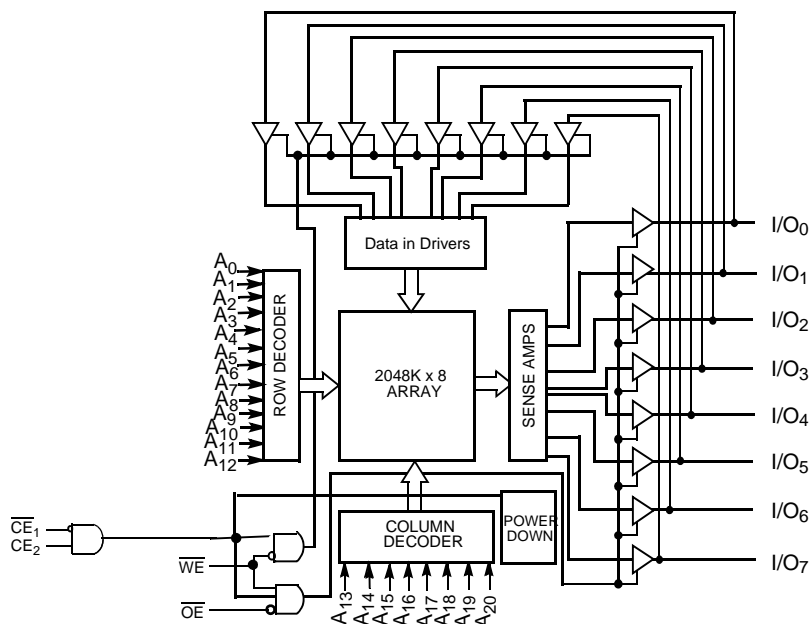 Data in Drivers
A0
A1
A2
A3
A4
A5
A6
A7
A8
A9
A10
A11
A12
ROW DECODER
2048K x 8
ARRAY
SENSE AMPS
I/O0
I/O1
I/O2
I/O3
I/O4
I/O5
I/O6
I/O7
CE1
CE2
WE
OE
COLUMN
DECODER
POWER
DOWN
A13
A14
A15
A16
A17
A18
A19
A20